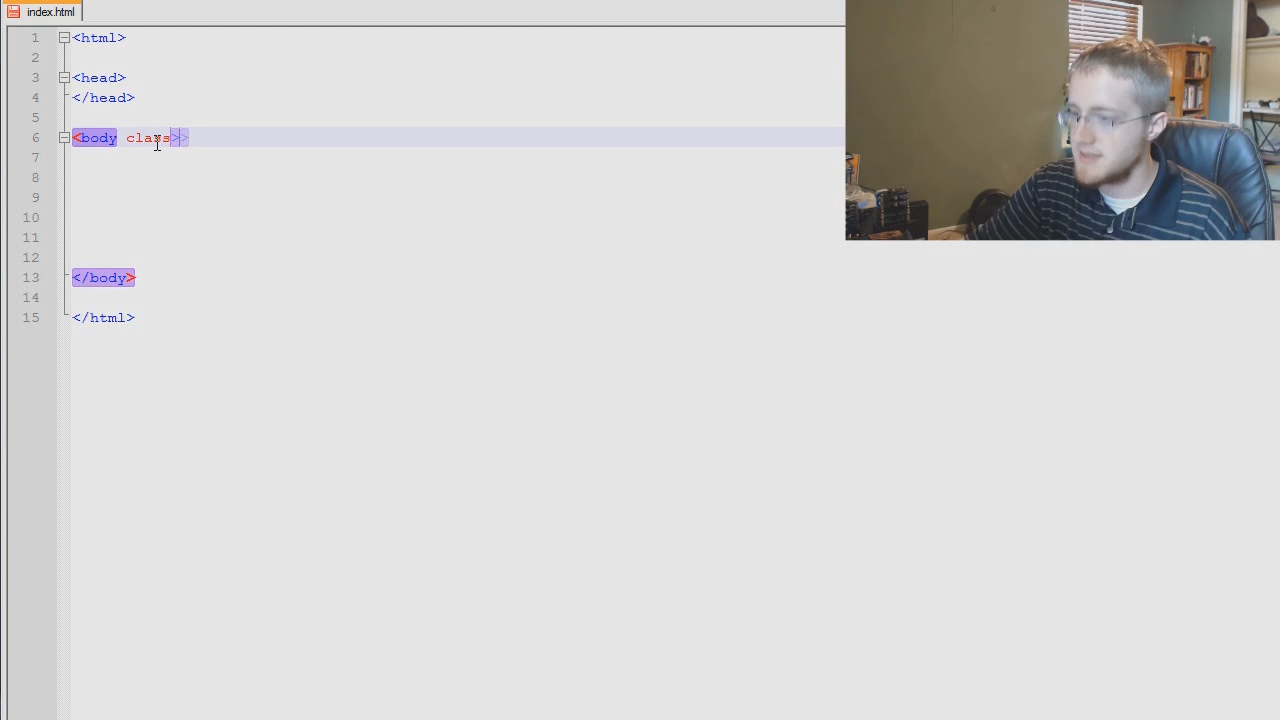 index.html
1 <html>
2
3 <head>
4 </head>
5
6 <body class>>
7
8
9
10
11
12
13 </body>
14
15 </html>